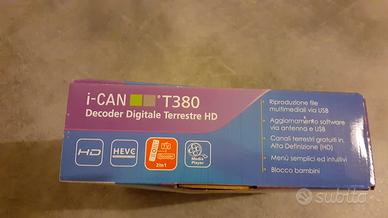 i-CAN T380
Decoder Digitale Terrestre HD
HD
HEVC
2in1
Media
Player
Riproduzione file
multimediali via USB
Aggiornamento software
via antenna e USB
Canali terrestri gratuiti in
Alta Definizione (HD)
Menù semplici ed intuitivi
Blocco bambini
subito